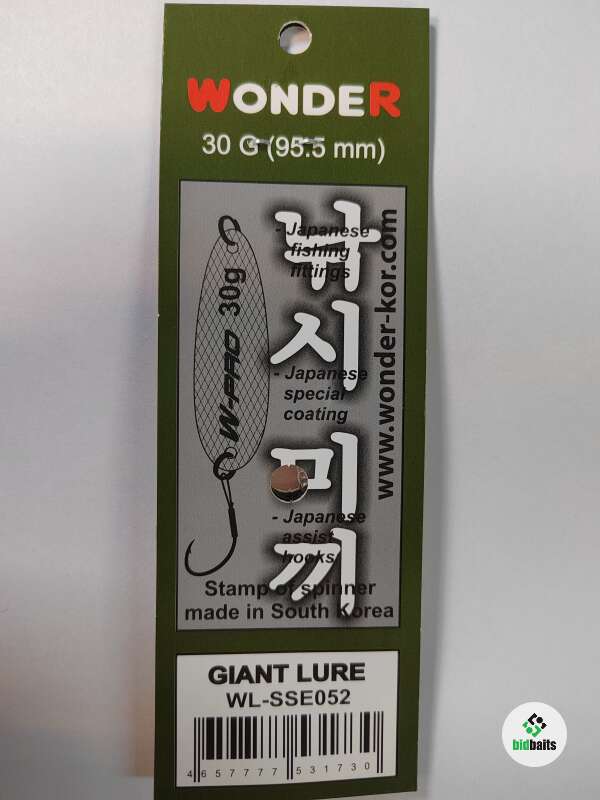 WONDER
30 G (95.5 mm)
낚시미끼
- Japanese
fishing
fittings
- Japanese
special
coating
- Japanese
assist
hooks
W-PRO 30g
www.wonder-kor.com
Stamp of spinner
made in South Korea
GIANT LURE
WL-SSE052
4 657777 531730
bidbaits